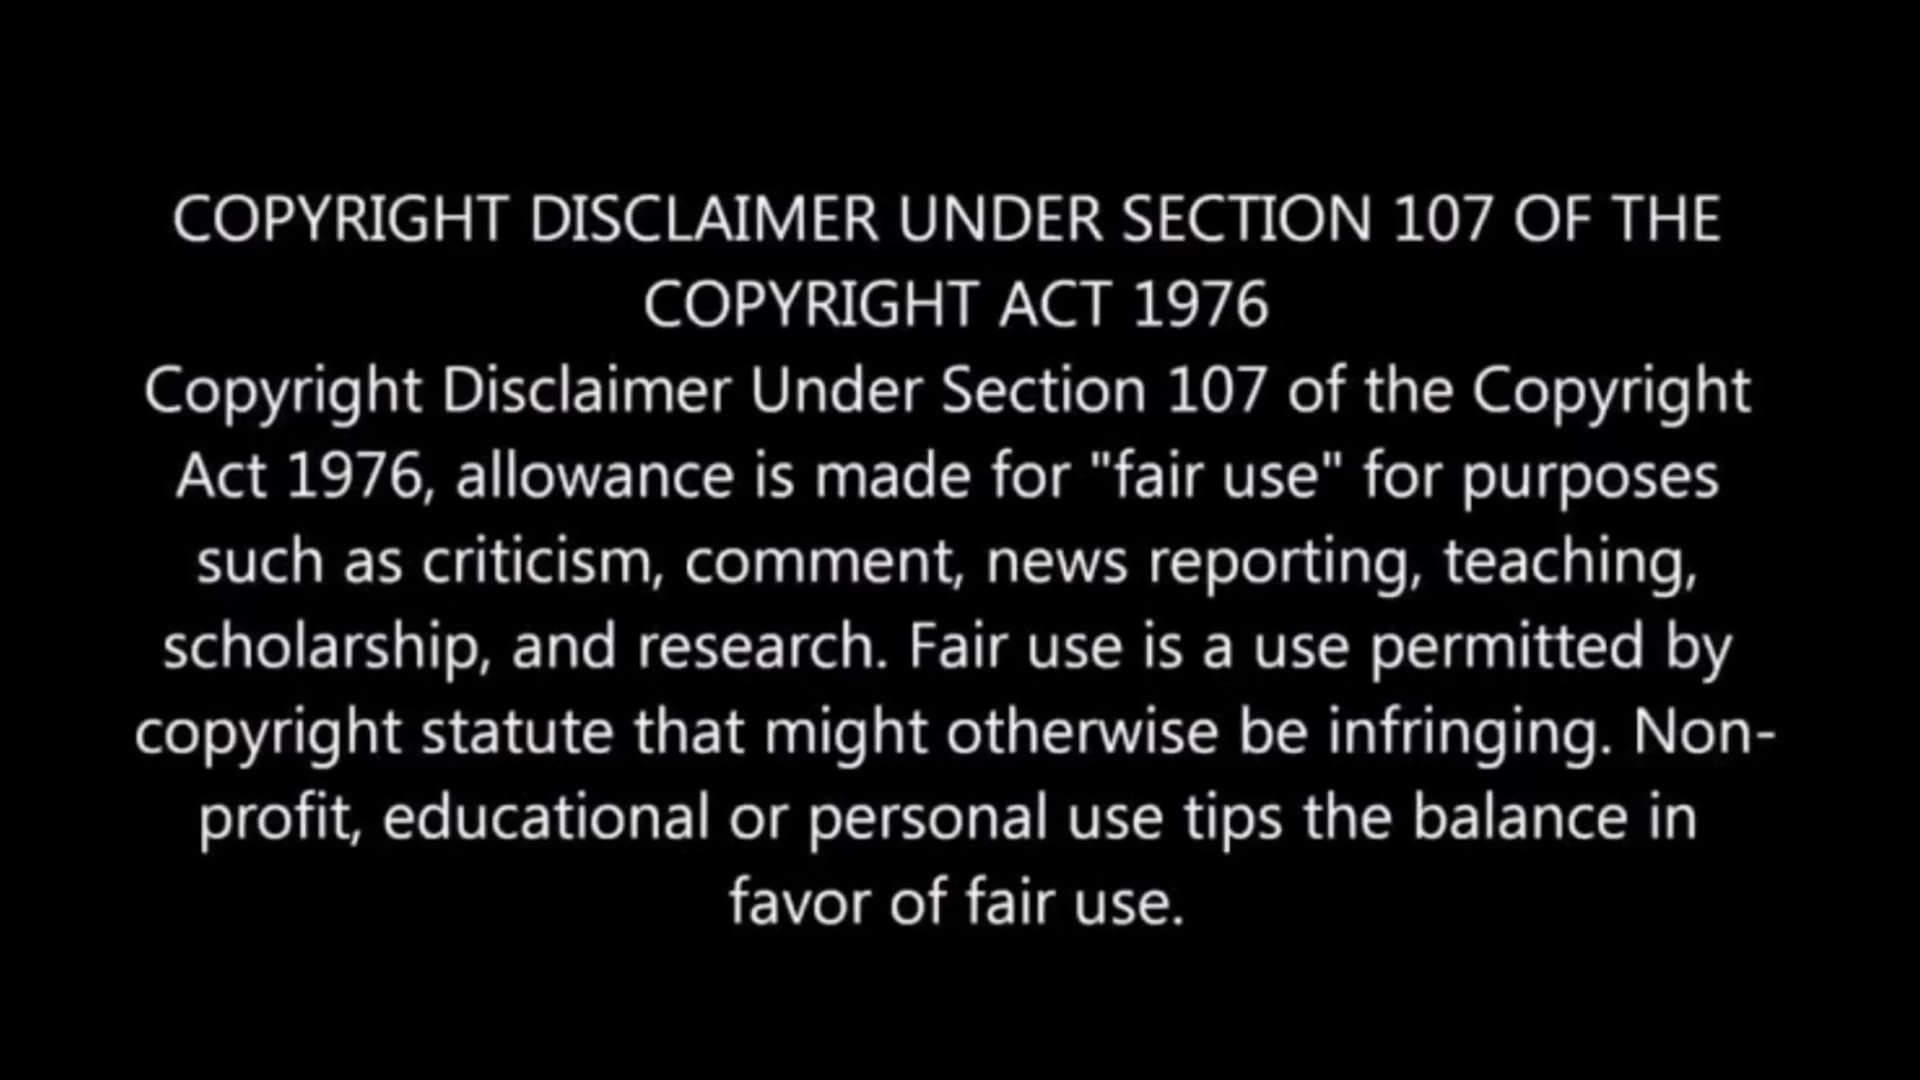 COPYRIGHT DISCLAIMER UNDER SECTION 107 OF THE
COPYRIGHT ACT 1976
Copyright Disclaimer Under Section 107 of the Copyright
Act 1976, allowance is made for "fair use" for purposes
such as criticism, comment, news reporting, teaching,
scholarship, and research. Fair use is a use permitted by
copyright statute that might otherwise be infringing. Non-
profit, educational or personal use tips the balance in
favor of fair use.